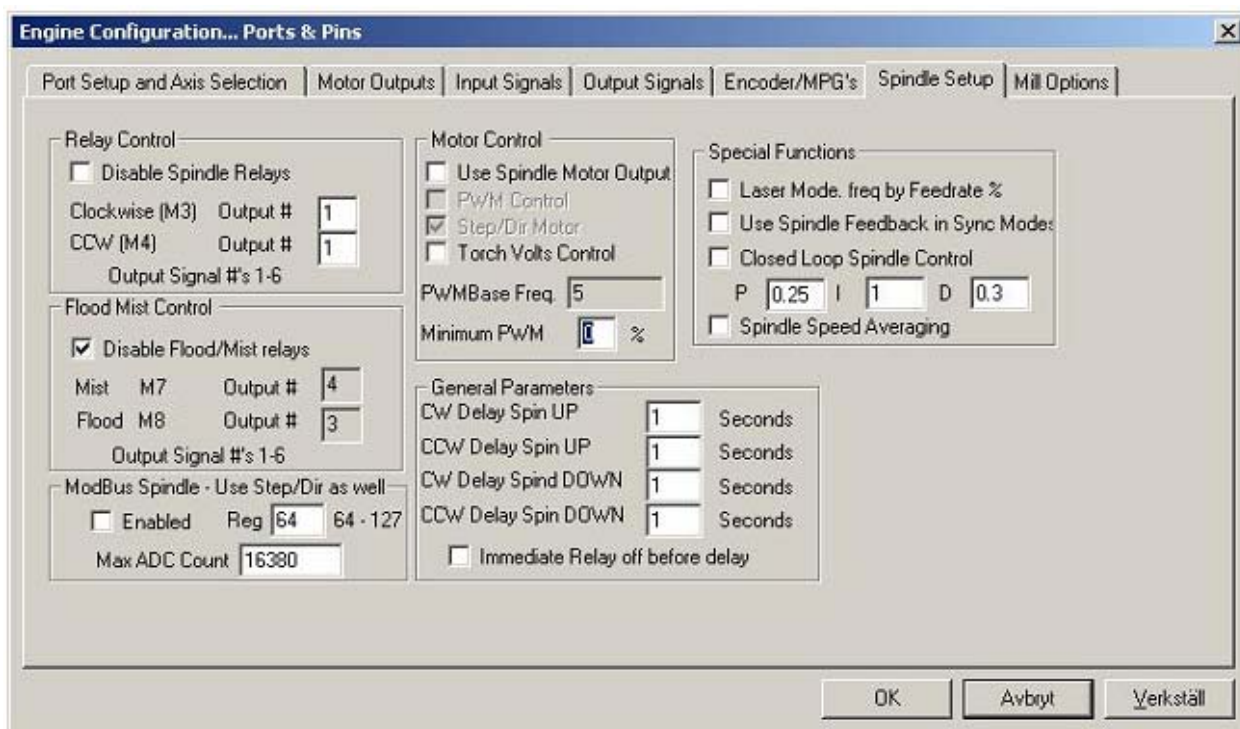 Engine Configuration... Ports & Pins
Port Setup and Axis Selection
Motor Outputs
Input Signals
Output Signals
Encoder/MPG's
Spindle Setup
Mill Options
Relay Control
Disable Spindle Relays
Clockwise (M3) Output # 1
CCW (M4) Output # 1
Output Signal #'s 1-6
Flood Mist Control
Disable Flood/Mist relays
Mist M7 Output # 4
Flood M8 Output # 3
Output Signal #'s 1-6
ModBus Spindle - Use Step/Dir as well
Enabled Reg 64 64 - 127
Max ADC Count 16380
Motor Control
Use Spindle Motor Output
PWM Control
Step/Dir Motor
Torch Volts Control
PWMBase Freq. 5
Minimum PWM 0 %
General Parameters
CW Delay Spin UP 1 Seconds
CCW Delay Spin UP 1 Seconds
CW Delay Spind DOWN 1 Seconds
CCW Delay Spin DOWN 1 Seconds
Immediate Relay off before delay
Special Functions
Laser Mode. freq by Feedrate %
Use Spindle Feedback in Sync Modes
Closed Loop Spindle Control
P 0.25 I 1 D 0.3
Spindle Speed Averaging
OK
Avbryt
Verkställ